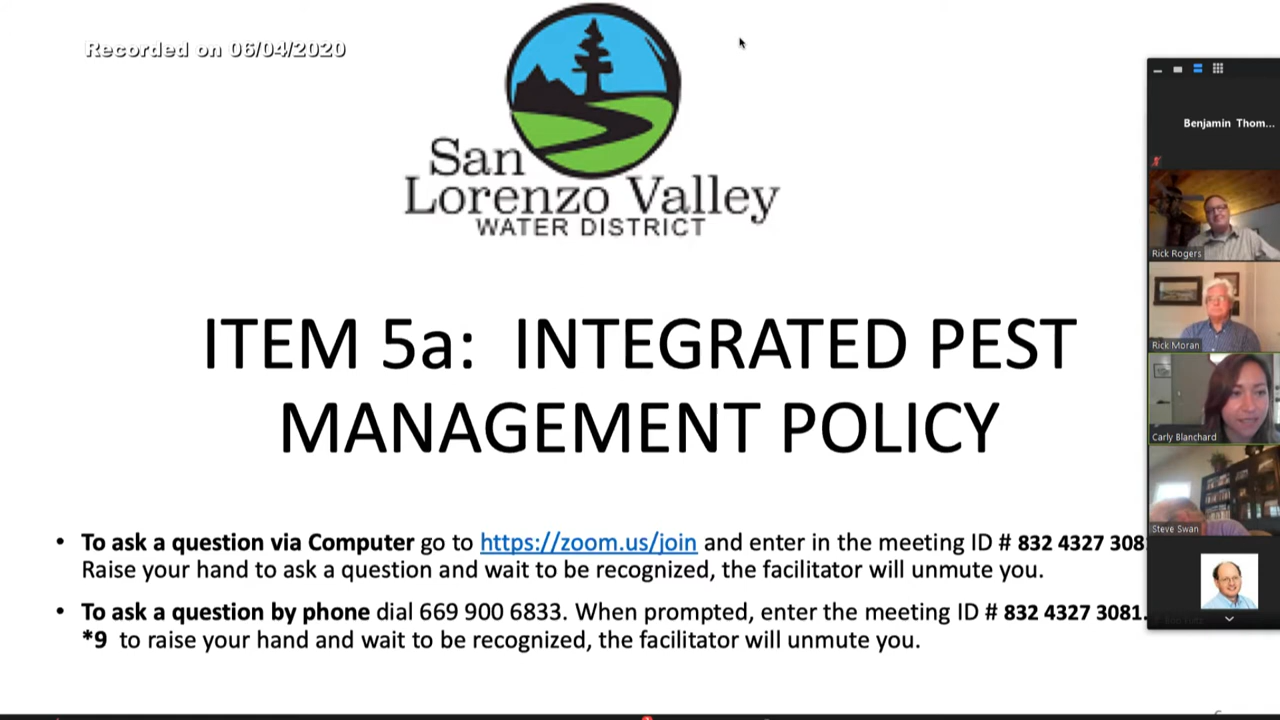 Recorded on 06/04/2020
San
Lorenzo Valley
WATER DISTRICT
ITEM 5a: INTEGRATED PEST
MANAGEMENT POLICY
• To ask a question via Computer go to https://zoom.us/join and enter in the meeting ID # 832 4327 308
Raise your hand to ask a question and wait to be recognized, the facilitator will unmute you.
• To ask a question by phone dial 669 900 6833. When prompted, enter the meeting ID # 832 4327 3081.
*9 to raise your hand and wait to be recognized, the facilitator will unmute you.
Benjamin Thom...
Rick Rogers
Rick Moran
Carly Blanchard
Steve Swan